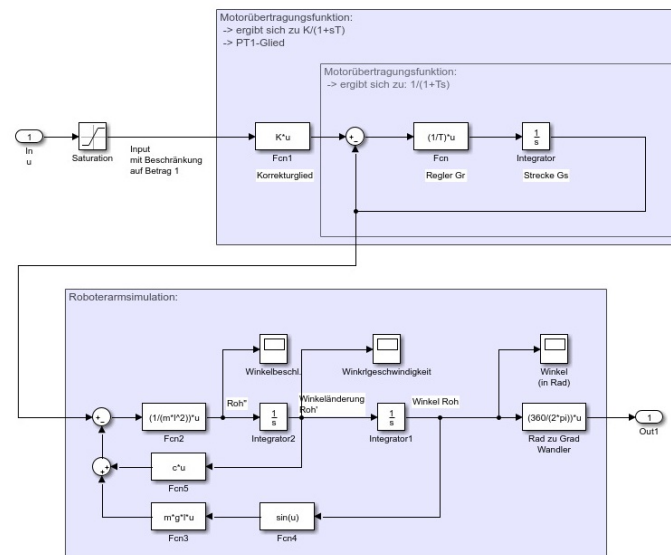 Motorübertragungsfunktion:
-> ergibt sich zu K/(1+sT)
-> PT1-Glied
Motorübertragungsfunktion:
-> ergibt sich zu: 1/(1+Ts)
1
In
u
Saturation
Input
mit Beschränkung
auf Betrag 1
K*u
Fcn1
Korrekturglied
+
-
(1/T)*u
Fcn
Regler Gr
1
s
Integrator
Strecke Gs
Roboterarmsimulation:
Winkelbeschl.
Winkrlgeschwindigkeit
Winkel
(in Rad)
+
-
(1/(m*l^2))*u
Fcn2
Roh''
1
s
Integrator2
Winkeländerung
Roh'
1
s
Integrator1
Winkel Roh
(360/(2*pi))*u
Rad zu Grad
Wandler
1
Out1
+
+
c*u
Fcn5
m*g*l*u
Fcn3
sin(u)
Fcn4